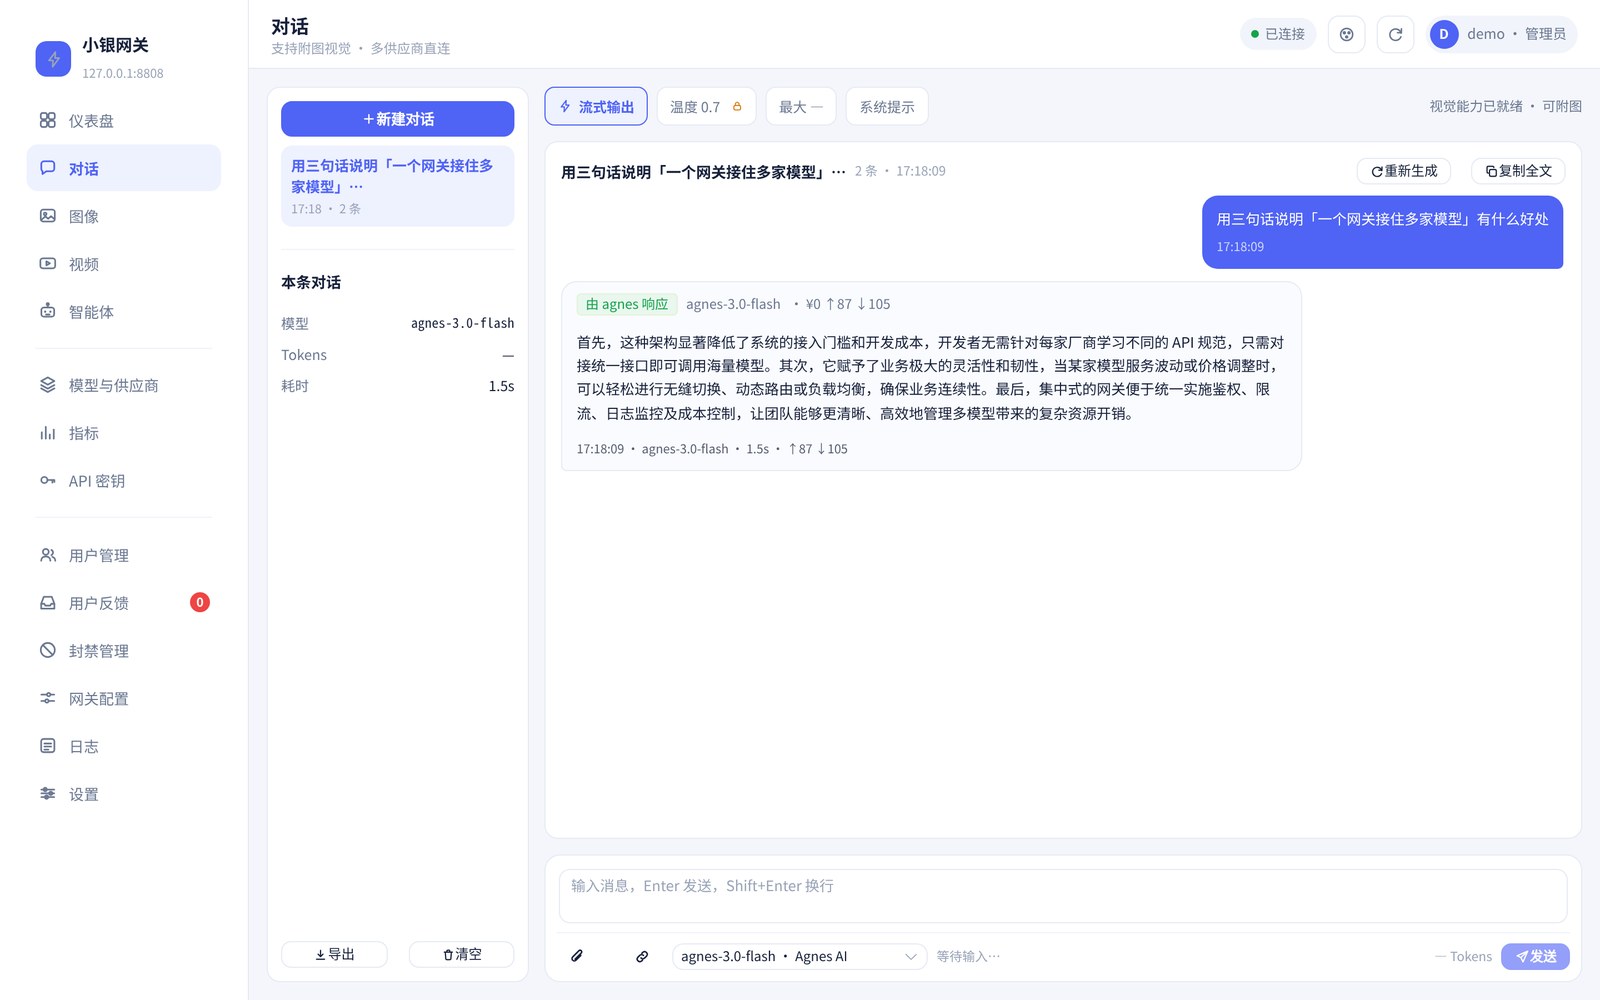 小银网关
127.0.0.1:8808
仪表盘
对话
图像
视频
智能体
模型与供应商
指标
API 密钥
用户管理
用户反馈
0
封禁管理
网关配置
日志
设置
对话
支持附图视觉 · 多供应商直连
已连接
D
demo · 管理员
+新建对话
用三句话说明「一个网关接住多
家模型」…
17:18 · 2 条
本条对话
模型
agnes-3.0-flash
Tokens
—
耗时
1.5s
导出
清空
流式输出
温度 0.7
最大 —
系统提示
视觉能力已就绪 · 可附图
用三句话说明「一个网关接住多家模型」…
2 条 · 17:18:09
重新生成
复制全文
用三句话说明「一个网关接住多家模型」有什么好处
17:18:09
由 agnes 响应
agnes-3.0-flash
· ¥0 ↑87 ↓105
首先，这种架构显著降低了系统的接入门槛和开发成本，开发者无需针对每家厂商学习不同的 API 规范，只需对
接统一接口即可调用海量模型。其次，它赋予了业务极大的灵活性和韧性，当某家模型服务波动或价格调整时，
可以轻松进行无缝切换、动态路由或负载均衡，确保业务连续性。最后，集中式的网关便于统一实施鉴权、限
流、日志监控及成本控制，让团队能够更清晰、高效地管理多模型带来的复杂资源开销。
17:18:09 · agnes-3.0-flash · 1.5s · ↑87 ↓105
输入消息，Enter 发送，Shift+Enter 换行
agnes-3.0-flash · Agnes AI
等待输入…
— Tokens
发送